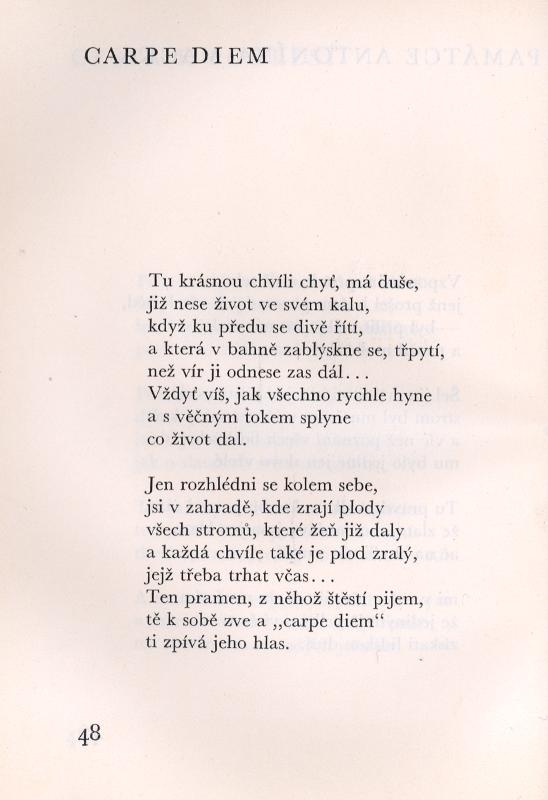 CARPE DIEM
Tu krásnou chvíli chyť, má duše,
již nese život ve svém kalu,
když ku předu se divě řítí,
a která v bahně zablýskne se, třpytí,
než vír ji odnese zas dál...
Vždyť víš, jak všechno rychle hyne
a s věčným tokem splyne
co život dal.
Jen rozhlédni se kolem sebe,
jsi v zahradě, kde zrají plody
všech stromů, které žeň již daly
a každá chvíle také je plod zralý,
jejž třeba trhat včas...
Ten pramen, z něhož štěstí pijem,
tě k sobě zve a „carpe diem“
ti zpívá jeho hlas.
48